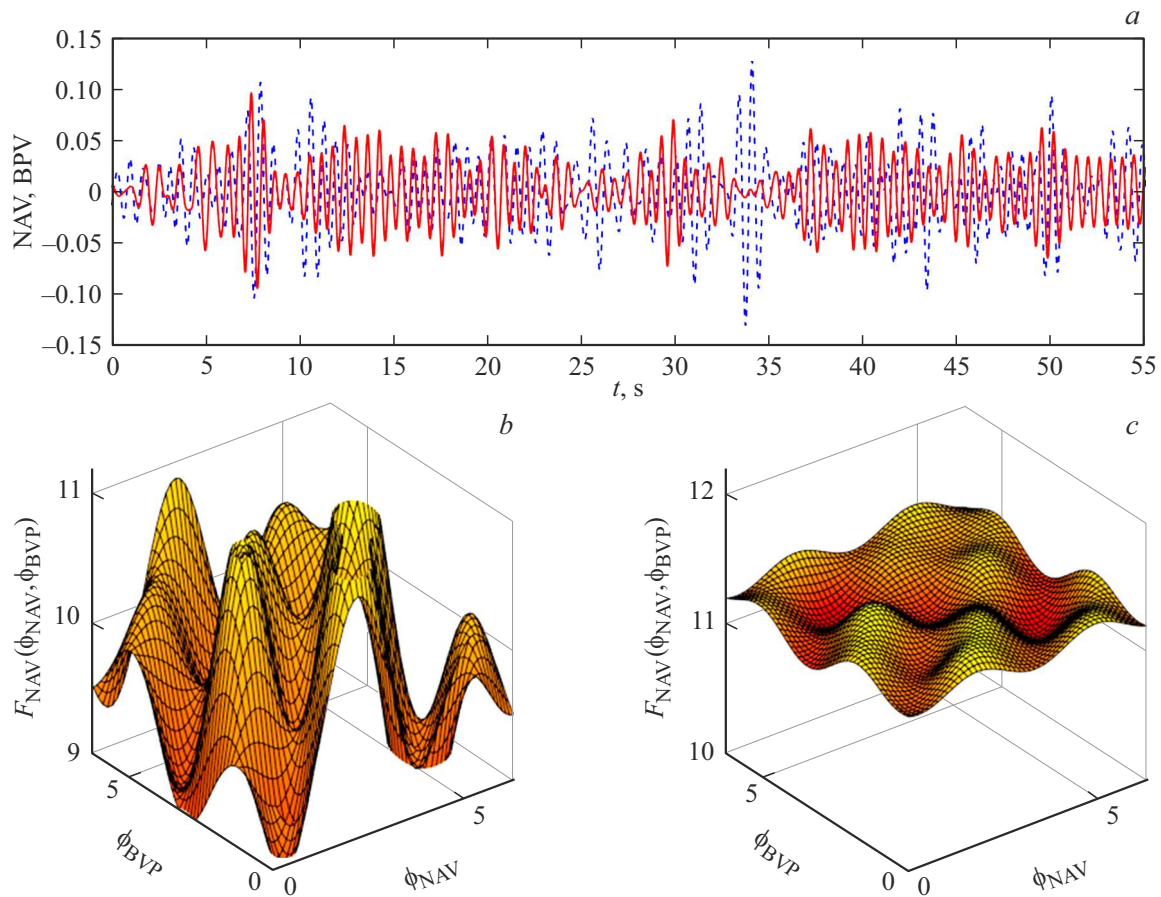 a
0.15
0.10
0.05
0
–0.05
–0.10
–0.15
NAV, BPV
0 5 10 15 20 25 30 35 40 45 50 55
t, s
b
11
10
9
F_NAV(ϕ_NAV, ϕ_BVP)
5
0
ϕ_BVP
0
5
ϕ_NAV
c
12
11
10
F_NAV(ϕ_NAV, ϕ_BVP)
5
0
ϕ_BVP
0
5
ϕ_NAV